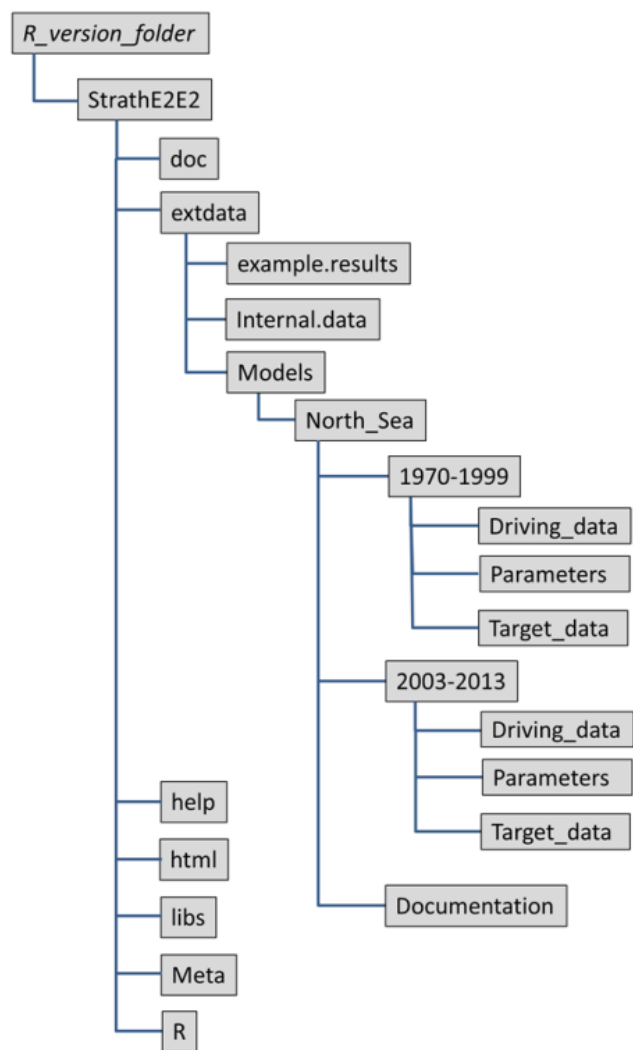 R_version_folder
StrathE2E2
doc
extdata
example.results
Internal.data
Models
North_Sea
1970-1999
Driving_data
Parameters
Target_data
2003-2013
Driving_data
Parameters
Target_data
help
html
libs
Documentation
Meta
R